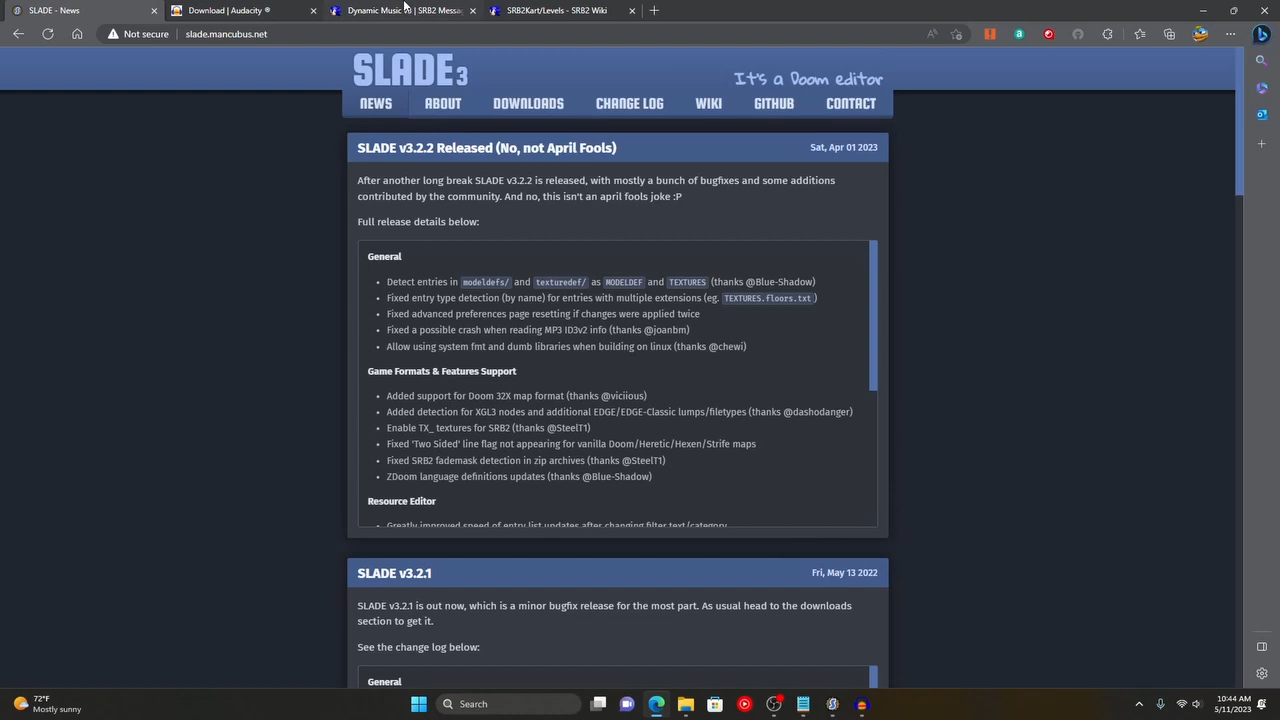 SLADE - News
Download | Audacity ®
Dynamic Music
| SRB2 Messa
SRB2Kart/Levels - SRB2 Wiki
Not secure
slade.mancubus.net
SLADE3
It's a Doom editor
NEWS ABOUT DOWNLOADS CHANGE LOG WIKI GITHUB CONTACT
SLADE v3.2.2 Released (No, not April Fools)
Sat, Apr 01 2023
After another long break SLADE v3.2.2 is released, with mostly a bunch of bugfixes and some additions
contributed by the community. And no, this isn't an april fools joke :P
Full release details below:
General
• Detect entries in modeldefs/ and texturedef/ as MODELDEF and TEXTURES (thanks @Blue-Shadow)
• Fixed entry type detection (by name) for entries with multiple extensions (eg. TEXTURES.floors.txt)
• Fixed advanced preferences page resetting if changes were applied twice
• Fixed a possible crash when reading MP3 ID3v2 info (thanks @joanbm)
• Allow using system fmt and dumb libraries when building on linux (thanks @chewi)
Game Formats & Features Support
• Added support for Doom 32X map format (thanks @viciious)
• Added detection for XGL3 nodes and additional EDGE/EDGE-Classic lumps/filetypes (thanks @dashodanger)
• Enable TX_ textures for SRB2 (thanks @SteelT1)
• Fixed 'Two Sided' line flag not appearing for vanilla Doom/Heretic/Hexen/Strife maps
• Fixed SRB2 fademask detection in zip archives (thanks @SteelT1)
• ZDoom language definitions updates (thanks @Blue-Shadow)
Resource Editor
• Greatly improved speed of entry list updates after changing filter text/category
SLADE v3.2.1
Fri, May 13 2022
SLADE v3.2.1 is out now, which is a minor bugfix release for the most part. As usual head to the downloads
section to get it.
See the change log below:
General
72°F
Mostly sunny
Search
10:44 AM
5/11/2023